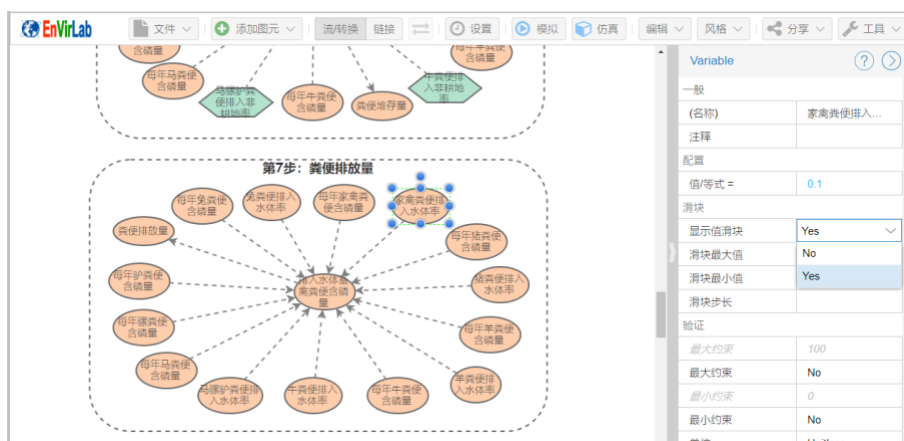 EnVirLab
文件
添加图元
流/转换
链接
设置
模拟
仿真
编辑
风格
分享
工具
含磷量
每年马粪便
含磷量
马骡驴粪
便排入非
耕地率
每年牛粪便
含磷量
粪便堆存量
牛粪便排
入非耕地
率
每年羊粪便
含磷量
第7步：粪便排放量
每年兔粪便
含磷量
兔粪便排入
水体率
每年家禽粪
便含磷量
家禽粪便排
入水体率
粪便排放量
每年猪粪便
含磷量
每年驴粪便
含磷量
排入水体畜
禽粪便含磷
量
猪粪便排入
水体率
每年骡粪便
含磷量
每年羊粪便
含磷量
每年马粪便
含磷量
马骡驴粪便排
入水体率
牛粪便排入
水体率
每年牛粪便
含磷量
羊粪便排
入水体率
Variable
一般
(名称) 家禽粪便排入...
注释
配置
值/等式 = 0.1
滑块
显示值滑块 Yes
滑块最大值 No
滑块最小值 Yes
滑块步长
验证
最大约束 100
最大约束 No
最小约束 0
最小约束 No